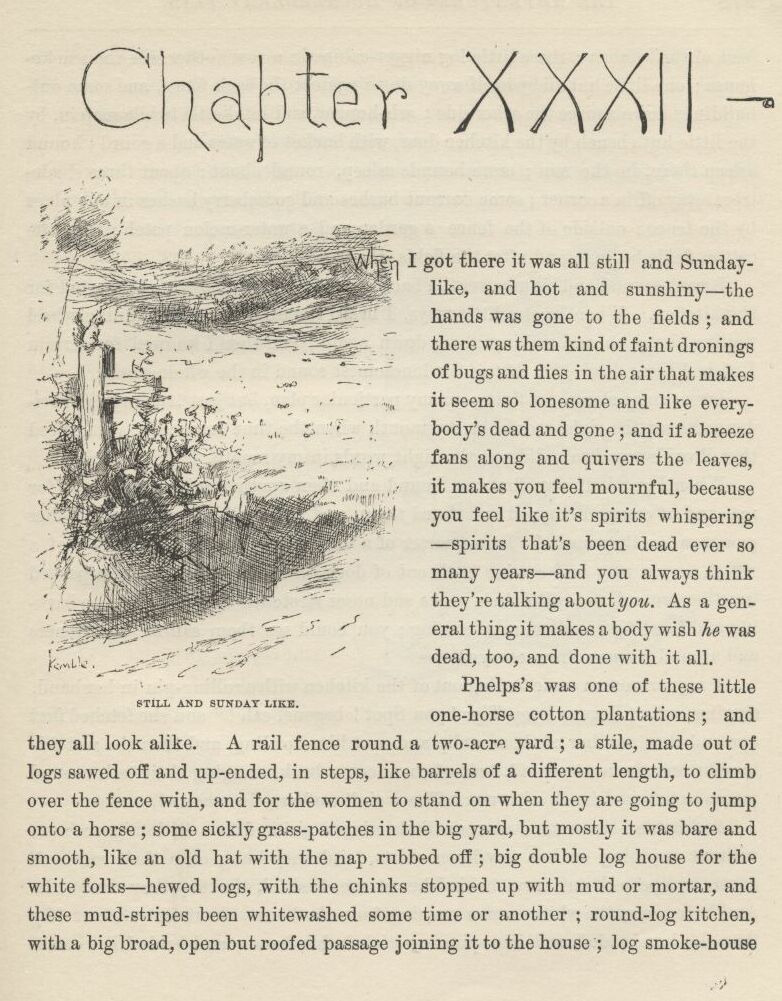 Chapter XXXII
When I got there it was all still and Sunday-
like, and hot and sunshiny—the
hands was gone to the fields ; and
there was them kind of faint dronings
of bugs and flies in the air that makes
it seem so lonesome and like every-
body's dead and gone ; and if a breeze
fans along and quivers the leaves,
it makes you feel mournful, because
you feel like it's spirits whispering
—spirits that's been dead ever so
many years—and you always think
they're talking about you. As a gen-
eral thing it makes a body wish he was
dead, too, and done with it all.
Kemble.
STILL AND SUNDAY LIKE.
Phelps's was one of these little
one-horse cotton plantations ; and
they all look alike. A rail fence round a two-acre yard ; a stile, made out of
logs sawed off and up-ended, in steps, like barrels of a different length, to climb
over the fence with, and for the women to stand on when they are going to jump
onto a horse ; some sickly grass-patches in the big yard, but mostly it was bare and
smooth, like an old hat with the nap rubbed off ; big double log house for the
white folks—hewed logs, with the chinks stopped up with mud or mortar, and
these mud-stripes been whitewashed some time or another ; round-log kitchen,
with a big broad, open but roofed passage joining it to the house ; log smoke-house